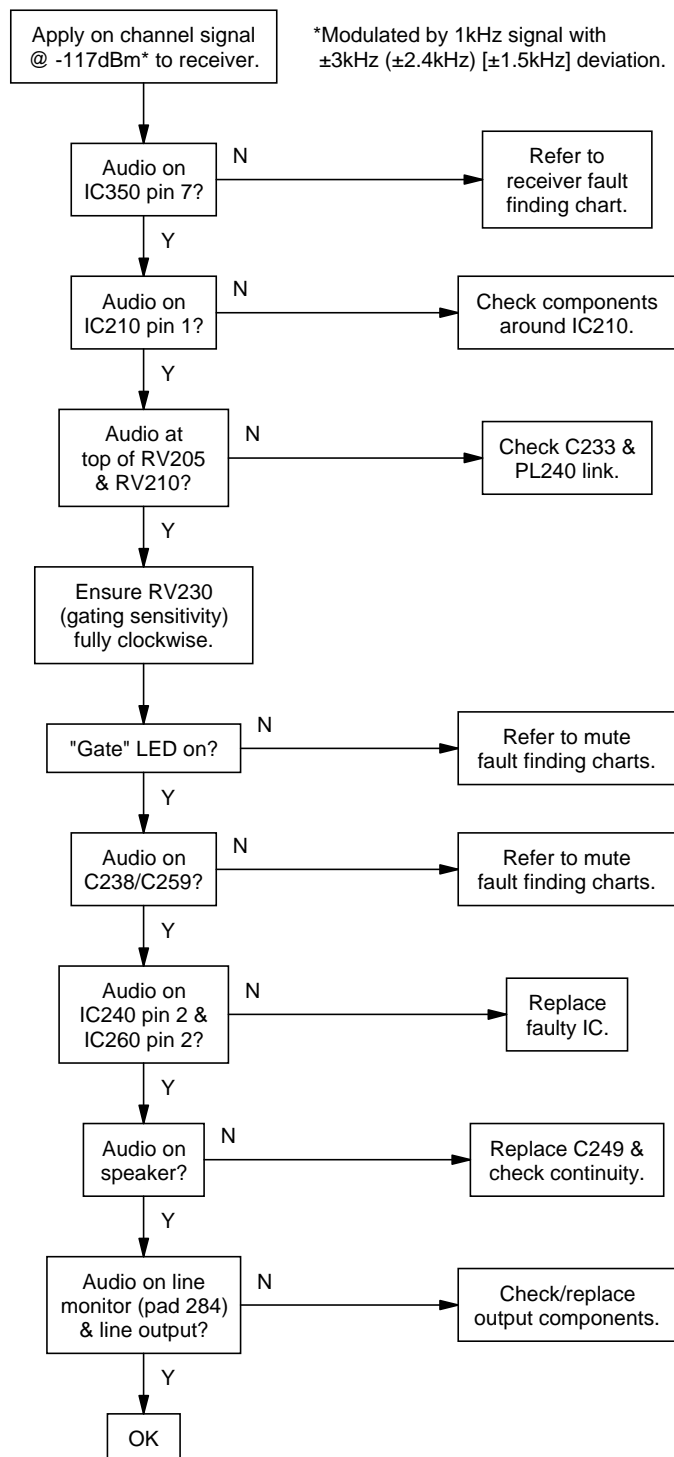 Apply on channel signal
@ -117dBm* to receiver.
*Modulated by 1kHz signal with
±3kHz (±2.4kHz) [±1.5kHz] deviation.
Audio on
IC350 pin 7?
N
Refer to
receiver fault
finding chart.
Y
Audio on
IC210 pin 1?
N
Check components
around IC210.
Y
Audio at
top of RV205
& RV210?
N
Check C233 &
PL240 link.
Y
Ensure RV230
(gating sensitivity)
fully clockwise.
"Gate" LED on?
N
Refer to mute
fault finding charts.
Y
Audio on
C238/C259?
N
Refer to mute
fault finding charts.
Y
Audio on
IC240 pin 2 &
IC260 pin 2?
N
Replace
faulty IC.
Y
Audio on
speaker?
N
Replace C249 &
check continuity.
Y
Audio on line
monitor (pad 284)
& line output?
N
Check/replace
output components.
Y
OK